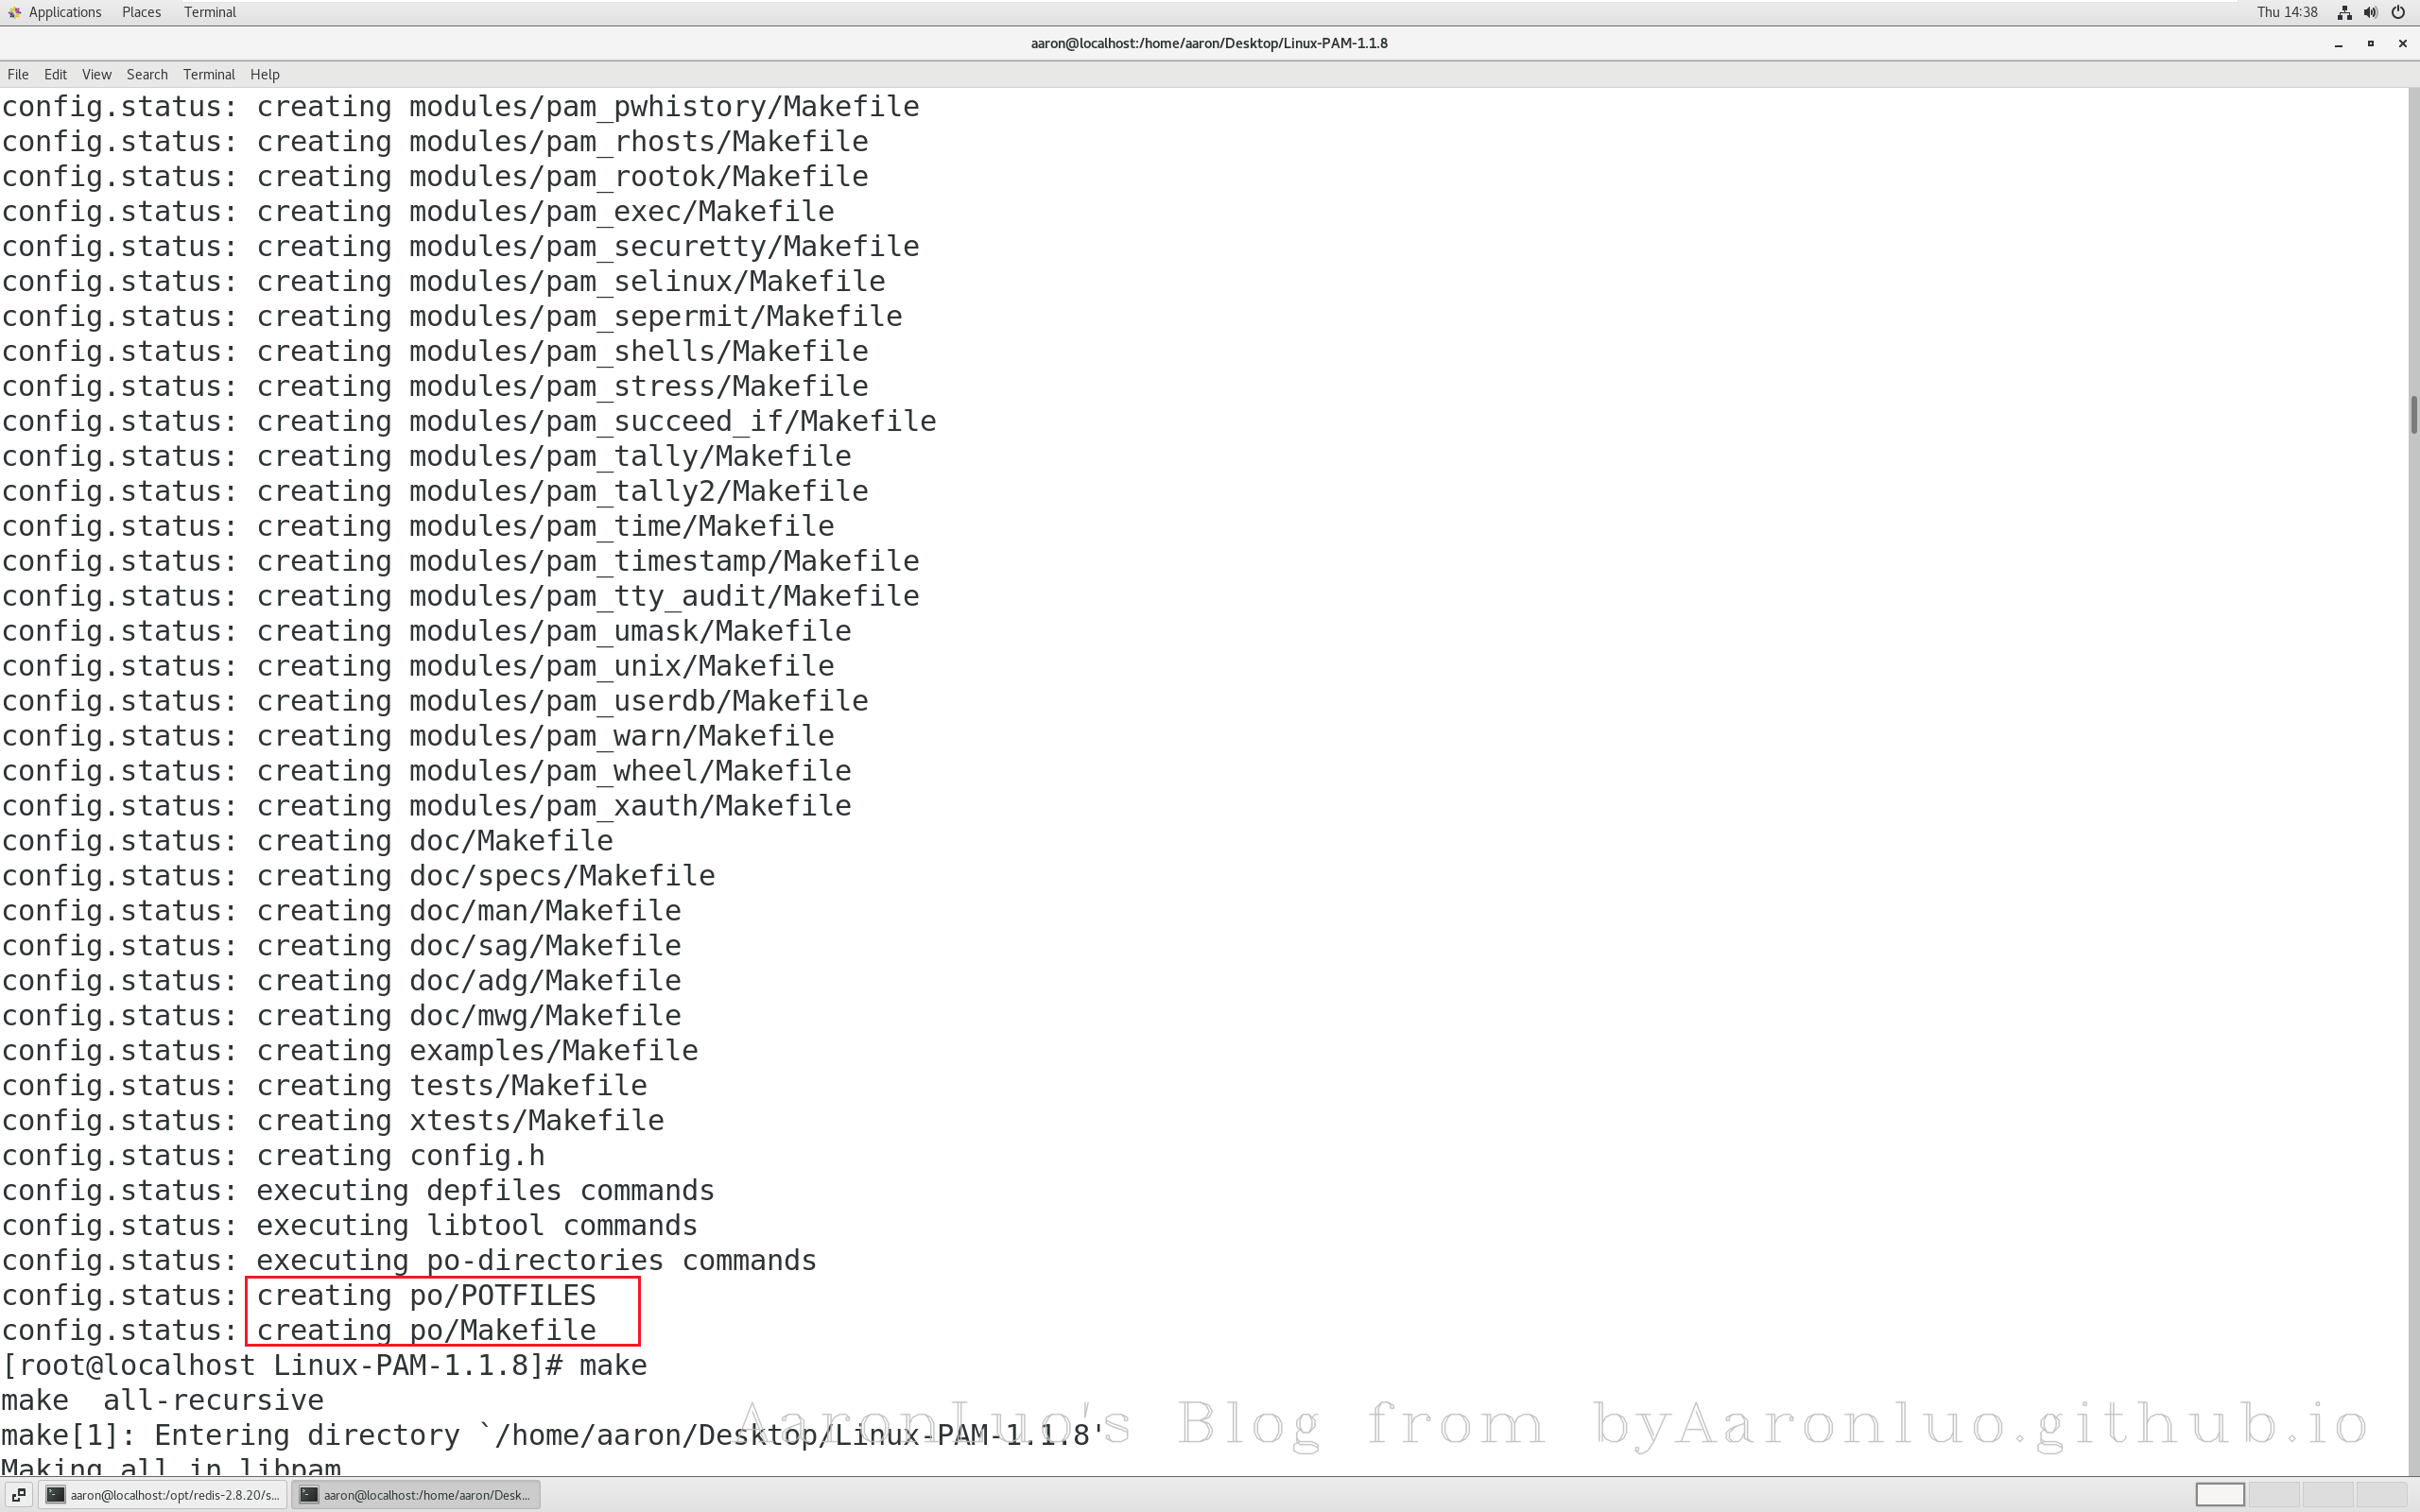 Applications Places Terminal Thu 14:38
aaron@localhost:/home/aaron/Desktop/Linux-PAM-1.1.8
File Edit View Search Terminal Help
config.status: creating modules/pam_pwhistory/Makefile
config.status: creating modules/pam_rhosts/Makefile
config.status: creating modules/pam_rootok/Makefile
config.status: creating modules/pam_exec/Makefile
config.status: creating modules/pam_securetty/Makefile
config.status: creating modules/pam_selinux/Makefile
config.status: creating modules/pam_sepermit/Makefile
config.status: creating modules/pam_shells/Makefile
config.status: creating modules/pam_stress/Makefile
config.status: creating modules/pam_succeed_if/Makefile
config.status: creating modules/pam_tally/Makefile
config.status: creating modules/pam_tally2/Makefile
config.status: creating modules/pam_time/Makefile
config.status: creating modules/pam_timestamp/Makefile
config.status: creating modules/pam_tty_audit/Makefile
config.status: creating modules/pam_umask/Makefile
config.status: creating modules/pam_unix/Makefile
config.status: creating modules/pam_userdb/Makefile
config.status: creating modules/pam_warn/Makefile
config.status: creating modules/pam_wheel/Makefile
config.status: creating modules/pam_xauth/Makefile
config.status: creating doc/Makefile
config.status: creating doc/specs/Makefile
config.status: creating doc/man/Makefile
config.status: creating doc/sag/Makefile
config.status: creating doc/adg/Makefile
config.status: creating doc/mwg/Makefile
config.status: creating examples/Makefile
config.status: creating tests/Makefile
config.status: creating xtests/Makefile
config.status: creating config.h
config.status: executing depfiles commands
config.status: executing libtool commands
config.status: executing po-directories commands
config.status: creating po/POTFILES
config.status: creating po/Makefile
[root@localhost Linux-PAM-1.1.8]# make
make  all-recursive
make[1]: Entering directory `/home/aaron/Desktop/Linux-PAM-1.1.8'
AaronLuo's Blog from byAaronluo.github.io
Making all in libpam
aaron@localhost:/opt/redis-2.8.20/s... aaron@localhost:/home/aaron/Desk...